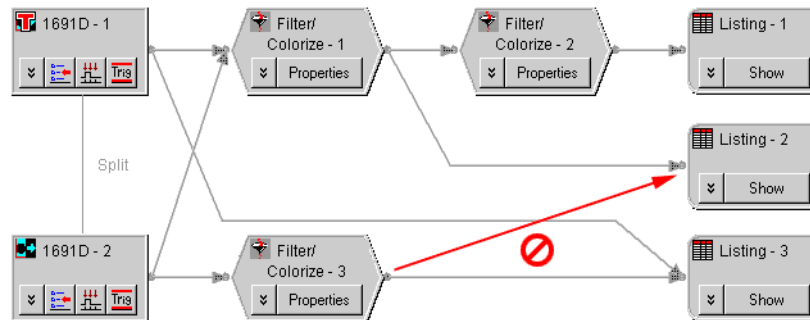 1691D - 1
Trig
Filter/
Colorize - 1
Properties
Filter/
Colorize - 2
Properties
Listing - 1
Show
Split
Listing - 2
Show
1691D - 2
Trig
Filter/
Colorize - 3
Properties
Listing - 3
Show